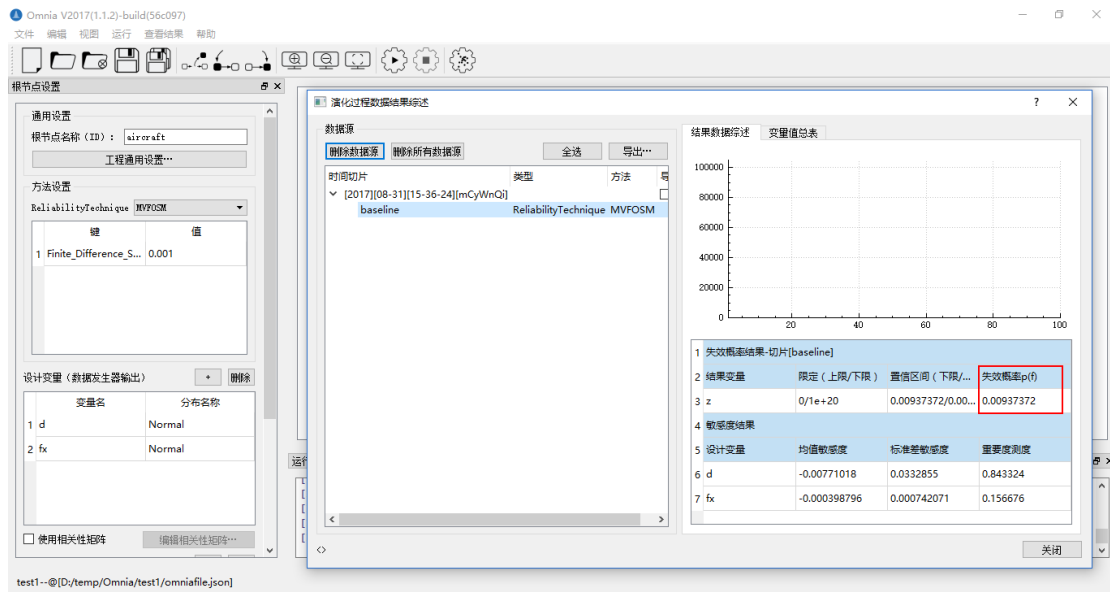 Omnia V2017(1.1.2)-build(56c097)
文件 编辑 视图 运行 查看结果 帮助
根节点设置
通用设置
根节点名称（ID）： aircraft
工程通用设置…
方法设置
ReliabilityTechnique MVFOSM
键 值
1 Finite_Difference_S... 0.001
设计变量（数据发生器输出） + 删除
变量名 分布名称
1 d Normal
2 fx Normal
使用相关性矩阵 编辑相关性矩阵…
test1--@[D:/temp/Omnia/test1/omniafile.json]
运行
演化过程数据结果综述 ?
数据源
删除数据源 删除所有数据源 全选 导出…
时间切片 类型 方法 导
[2017][08-31][15-36-24][mCyWnQi]
baseline ReliabilityTechnique MVFOSM
<>
结果数据综述 变量值总表
100000
80000
60000
40000
20000
0
20 40 60 80 100
1 失效概率结果-切片[baseline]
2 结果变量 限定（上限/下限） 置信区间（下限/... 失效概率p(f)
3 z 0/1e+20 0.00937372/0.00... 0.00937372
4 敏感度结果
5 设计变量 均值敏感度 标准差敏感度 重要度测度
6 d -0.00771018 0.0332855 0.843324
7 fx -0.000398796 0.000742071 0.156676
关闭